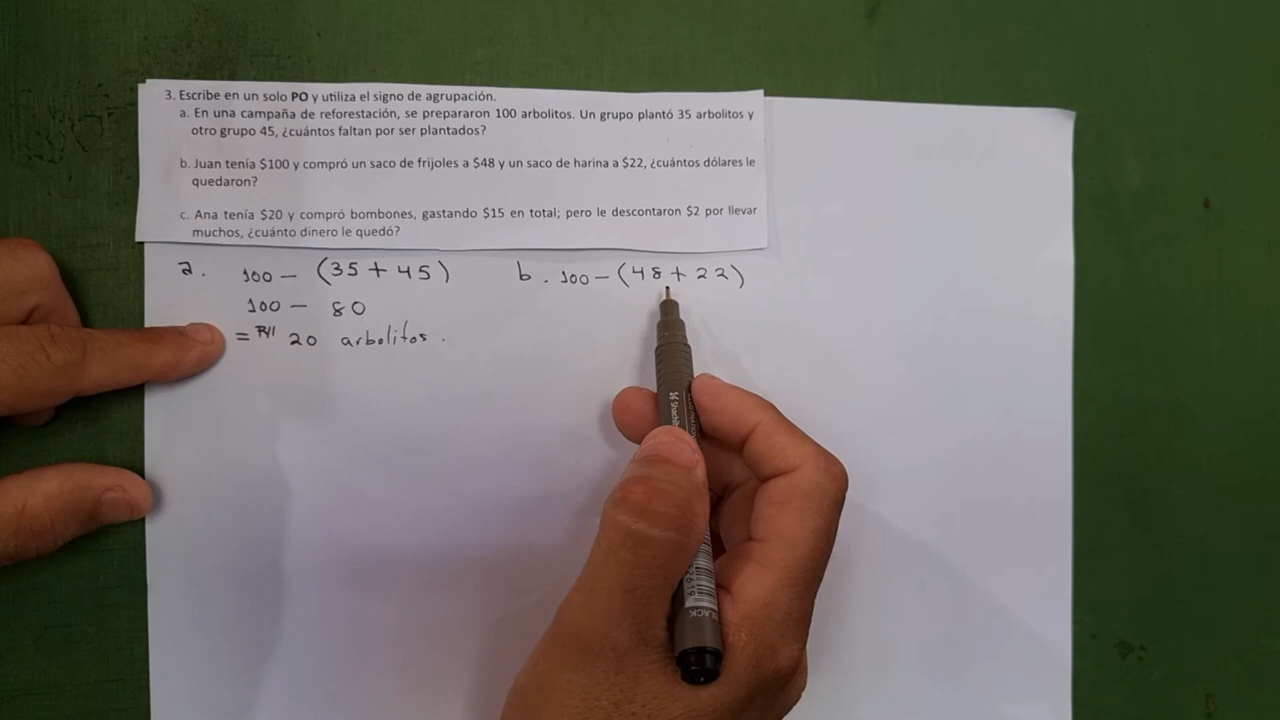 3. Escribe en un solo PO y utiliza el signo de agrupación.
a. En una campaña de reforestación, se prepararon 100 arbolitos. Un grupo plantó 35 arbolitos y
otro grupo 45, ¿cuántos faltan por ser plantados?
b. Juan tenía $100 y compró un saco de frijoles a $48 y un saco de harina a $22, ¿cuántos dólares le
quedaron?
c. Ana tenía $20 y compró bombones, gastando $15 en total; pero le descontaron $2 por llevar
muchos, ¿cuánto dinero le quedó?
a. 100 - (35 + 45)
100 - 80
= R// 20 arbolitos.
b. 100 - (48 + 22)
BLACK